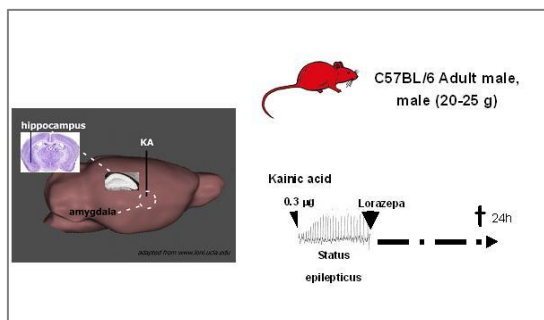 C57BL/6 Adult male,
male (20-25 g)
hippocampus
KA
amygdala
adapted from www.loni.ucla.edu
Kainic acid
0.3 µg
Lorazepa
24h
Status
epilepticus